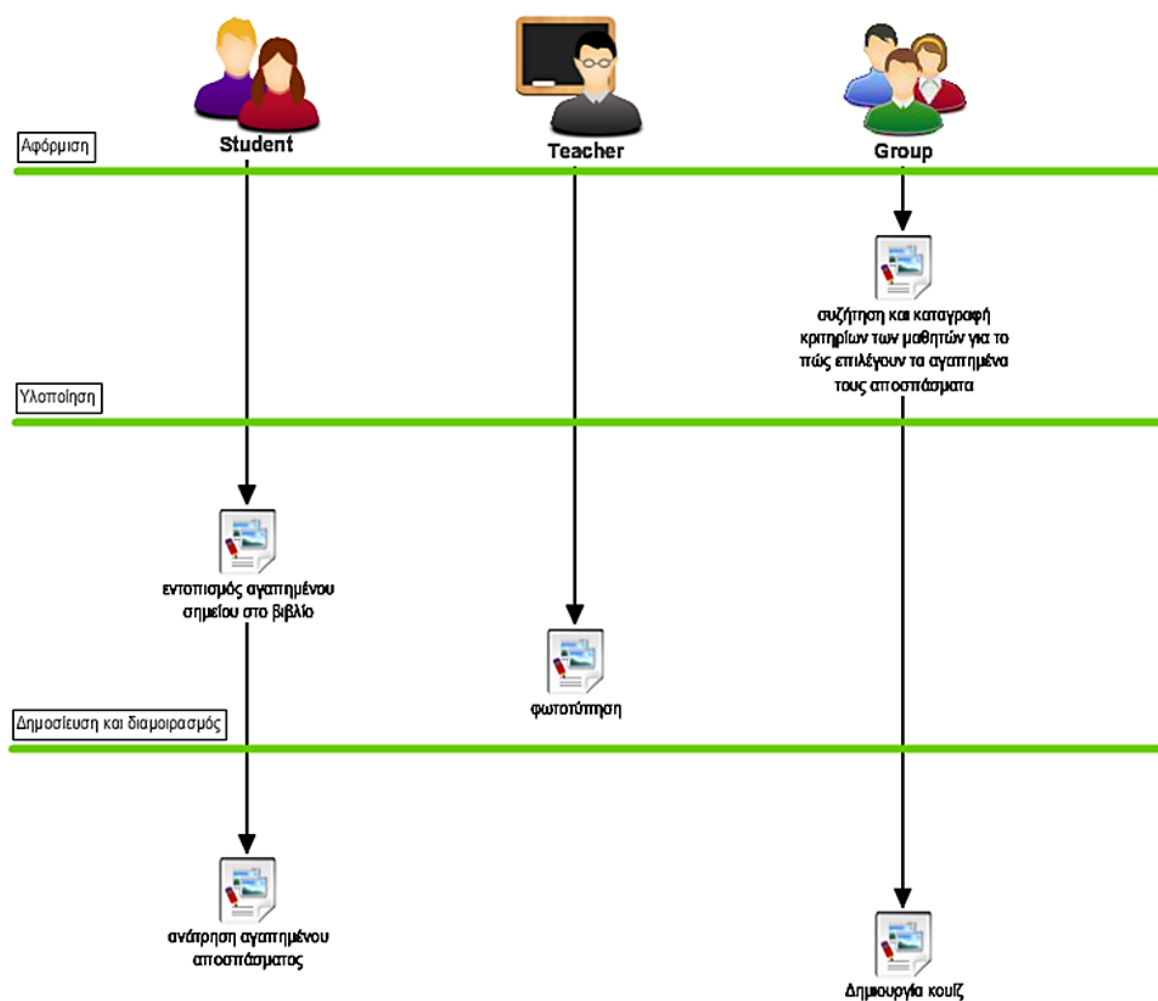 Student
Teacher
Group
Αφόρμιση
συζήτηση και καταγραφή
κριτηρίων των μαθητών για το
πώς επιλέγουν τα αγαπημένα
τους αποσπάσματα
Υλοποίηση
εντοπισμός αγαπημένου
σημείου στο βιβλίο
φωτοτύπηση
Δημοσίευση και διαμοιρασμός
ανάτρηση αγαπημένου
αποσπάσματος
Δημιουργία κουίζ